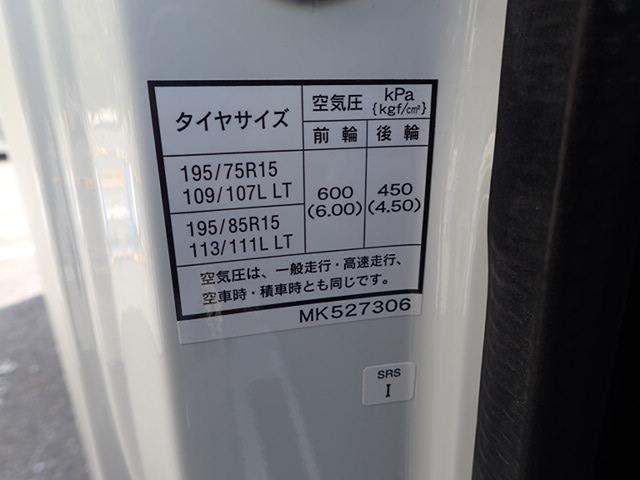 タイヤサイズ
空気圧 kPa {kgf/c㎡}
前輪 後輪
195/75R15
109/107L LT
195/85R15
113/111L LT
600
(6.00)
450
(4.50)
空気圧は、一般走行・高速走行、
空車時・積車時とも同じです。
MK527306
SRS
I